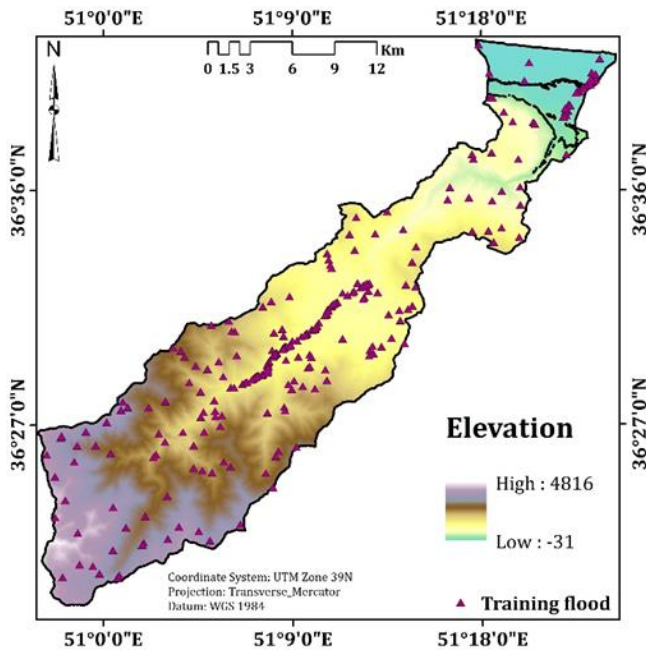 51°0'0"E 51°9'0"E 51°18'0"E
N
Km
0 1.5 3 6 9 12
36°36'0"N 36°36'0"N
36°27'0"N 36°27'0"N
Elevation
High : 4816
Low : -31
Training flood
Coordinate System: UTM Zone 39N
Projection: Transverse_Mercator
Datum: WGS 1984
51°0'0"E 51°9'0"E 51°18'0"E